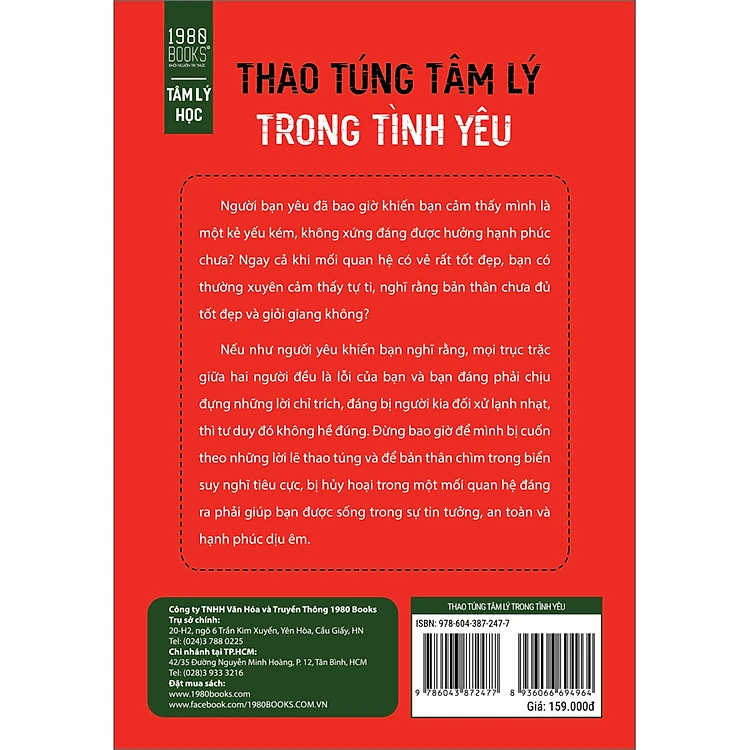 1980
BOOKS®
KHƠI NGUỒN TRI THỨC
TÂM LÝ
HỌC
THAO TÚNG TÂM LÝ
TRONG TÌNH YÊU
Người bạn yêu đã bao giờ khiến bạn cảm thấy mình là
một kẻ yếu kém, không xứng đáng được hưởng hạnh phúc
chưa? Ngay cả khi mối quan hệ có vẻ rất tốt đẹp, bạn có
thường xuyên cảm thấy tự ti, nghĩ rằng bản thân chưa đủ
tốt đẹp và giỏi giang không?
Nếu như người yêu khiến bạn nghĩ rằng, mọi trục trặc
giữa hai người đều là lỗi của bạn và bạn đáng phải chịu
đựng những lời chỉ trích, đáng bị người kia đối xử lạnh nhạt,
thì tư duy đó không hề đúng. Đừng bao giờ để mình bị cuốn
theo những lời lẽ thao túng và để bản thân chìm trong biển
suy nghĩ tiêu cực, bị hủy hoại trong một mối quan hệ đáng
ra phải giúp bạn được sống trong sự tin tưởng, an toàn và
hạnh phúc dịu êm.
Công ty TNHH Văn Hóa và Truyền Thông 1980 Books
Trụ sở chính:
20-H2, ngõ 6 Trần Kim Xuyến, Yên Hòa, Cầu Giấy, HN
Tel: (024)3 788 0225
Chi nhánh tại TP.HCM:
42/35 Đường Nguyễn Minh Hoàng, P. 12, Tân Bình, HCM
Tel: (028)3 933 3216
Đặt mua sách:
www.1980books.com
www.facebook.com/1980BOOKS.COM.VN
THAO TÚNG TÂM LÝ TRONG TÌNH YÊU
ISBN: 978-604-387-247-7
9 786043 872477
8 936066 694964
Giá: 159.000đ